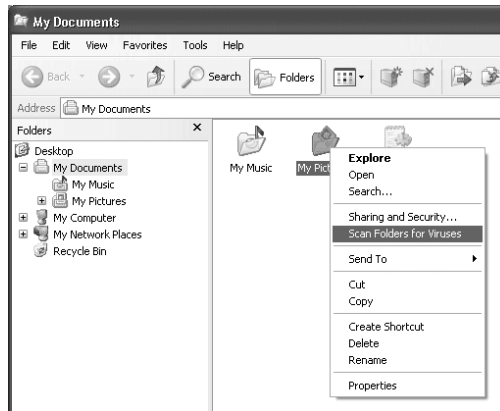 My Documents
File Edit View Favorites Tools Help
Back Search Folders
Address My Documents
Folders
Desktop
My Documents
My Music
My Pictures
My Computer
My Network Places
Recycle Bin
My Music My Pict
Explore
Open
Search...
Sharing and Security...
Scan Folders for Viruses
Send To
Cut
Copy
Create Shortcut
Delete
Rename
Properties